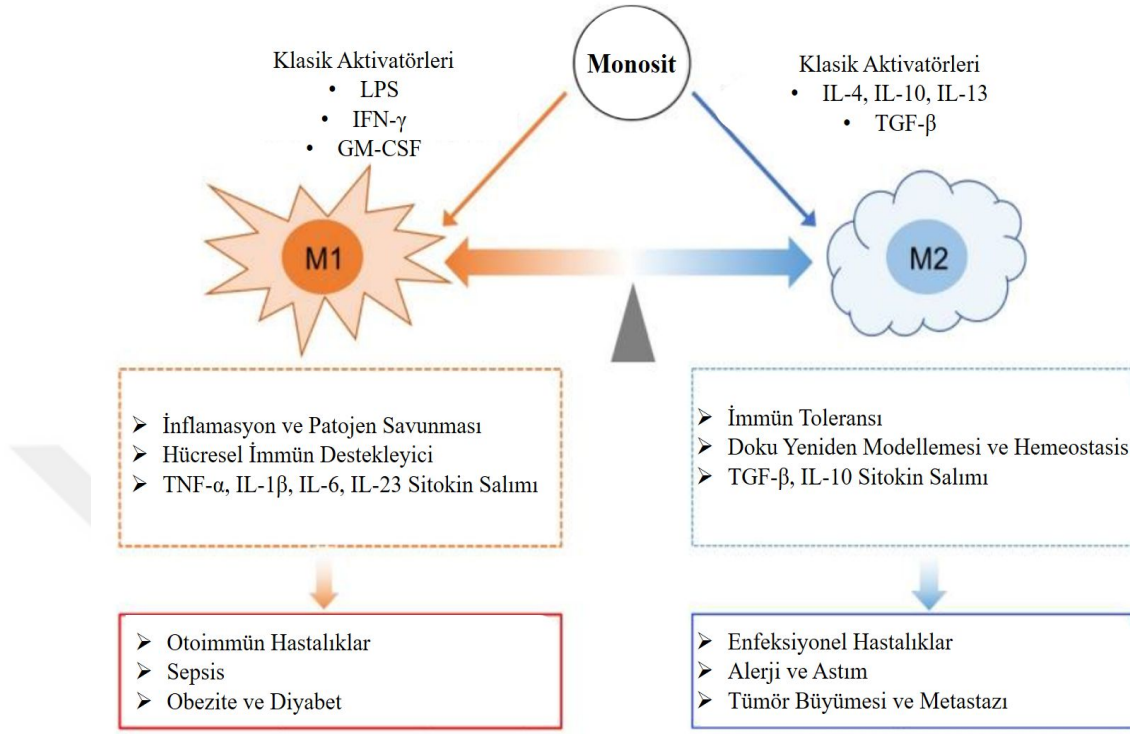 Monosit
Klasik Aktivatörleri
• LPS
• IFN-γ
• GM-CSF
Klasik Aktivatörleri
• IL-4, IL-10, IL-13
• TGF-β
M1
M2
➢ İnflamasyon ve Patojen Savunması
➢ Hücresel İmmün Destekleyici
➢ TNF-α, IL-1β, IL-6, IL-23 Sitokin Salımı
➢ İmmün Toleransı
➢ Doku Yeniden Modellemesi ve Hemeostasis
➢ TGF-β, IL-10 Sitokin Salımı
➢ Otoimmün Hastalıklar
➢ Sepsis
➢ Obezite ve Diyabet
➢ Enfeksiyonel Hastalıklar
➢ Alerji ve Astım
➢ Tümör Büyümesi ve Metastazı